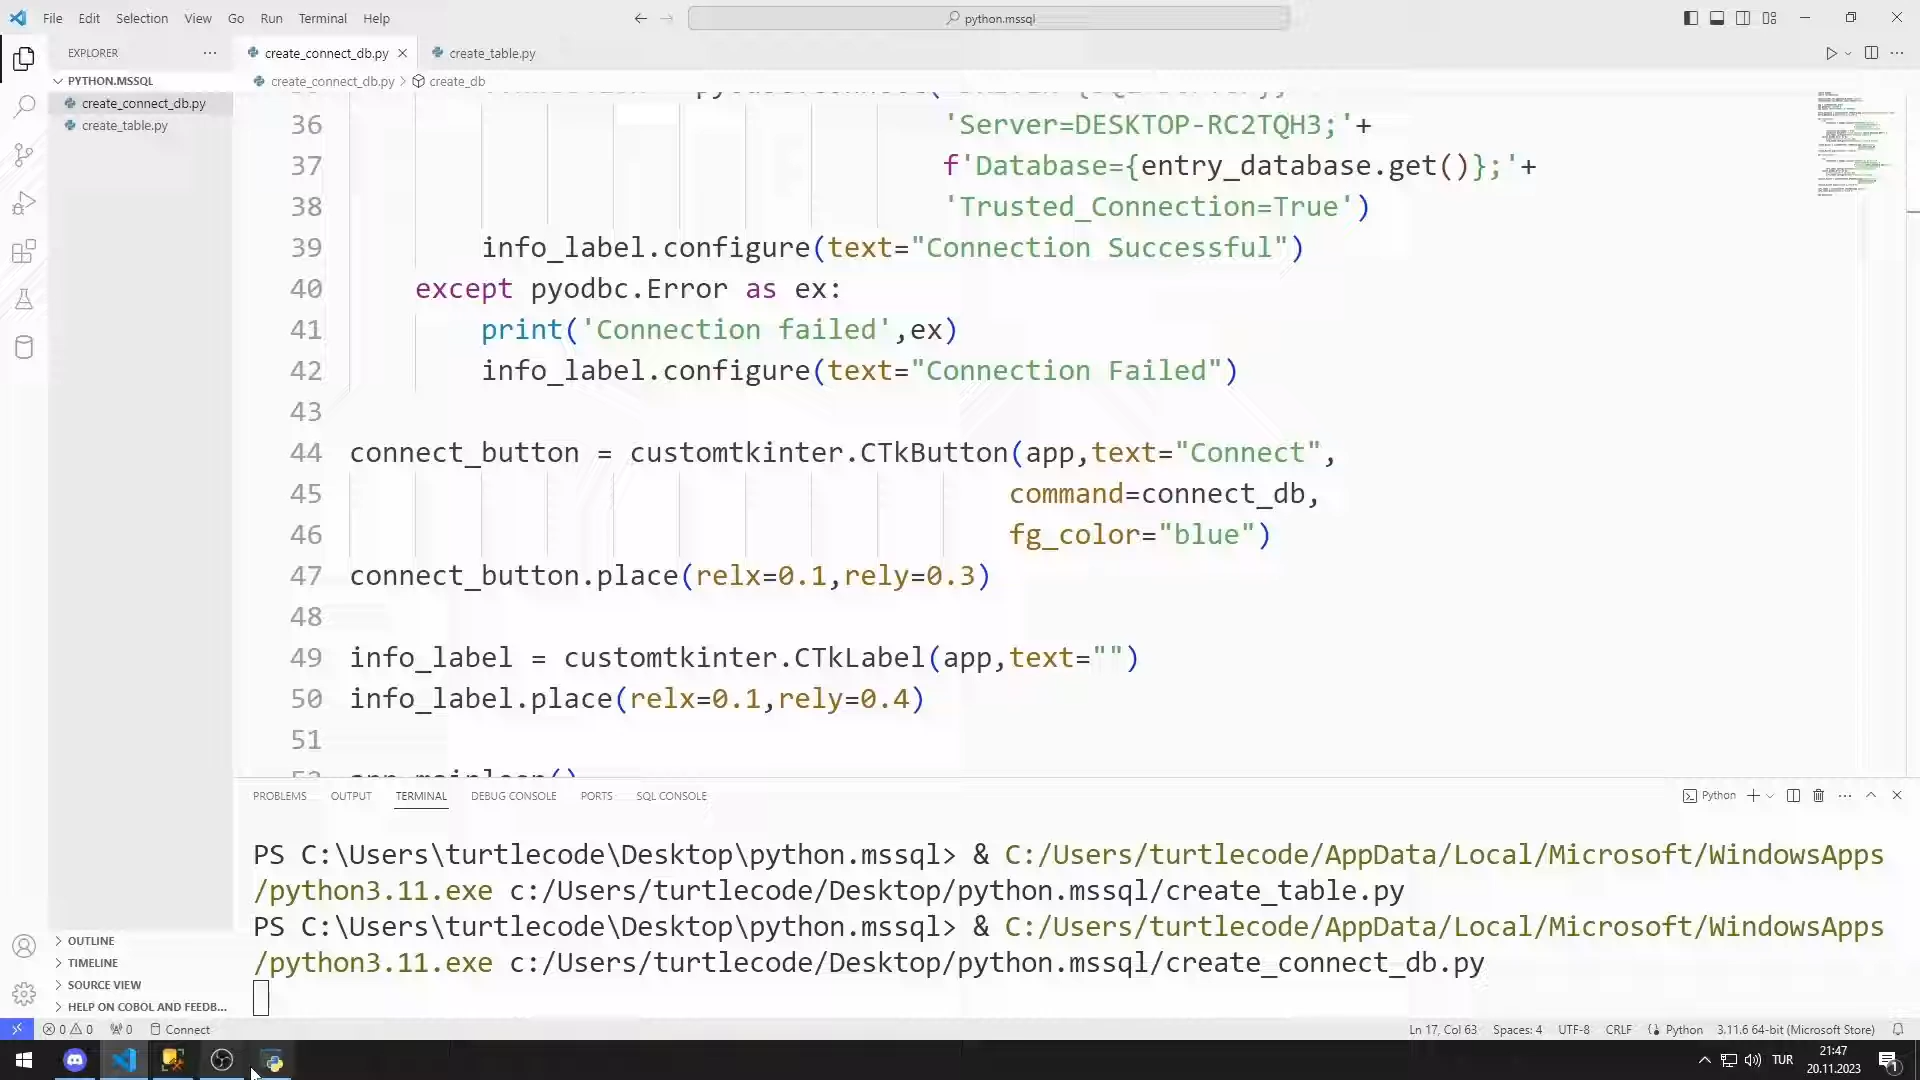 File Edit Selection View Go Run Terminal Help
python.mssql
EXPLORER
create_connect_db.py
create_table.py
PYTHON.MSSQL
create_connect_db.py > create_db
create_connect_db.py
create_table.py
36 'Server=DESKTOP-RC2TQH3;'+
37 f'Database={entry_database.get()};'+
38 'Trusted_Connection=True')
39 info_label.configure(text="Connection Successful")
40 except pyodbc.Error as ex:
41 print('Connection failed',ex)
42 info_label.configure(text="Connection Failed")
43
44 connect_button = customtkinter.CTkButton(app,text="Connect",
45 command=connect_db,
46 fg_color="blue")
47 connect_button.place(relx=0.1,rely=0.3)
48
49 info_label = customtkinter.CTkLabel(app,text="")
50 info_label.place(relx=0.1,rely=0.4)
51
52 app.mainloop()
PROBLEMS OUTPUT TERMINAL DEBUG CONSOLE PORTS SQL CONSOLE
Python
PS C:\Users\turtlecode\Desktop\python.mssql> & C:/Users/turtlecode/AppData/Local/Microsoft/WindowsApps
/python3.11.exe c:/Users/turtlecode/Desktop/python.mssql/create_table.py
PS C:\Users\turtlecode\Desktop\python.mssql> & C:/Users/turtlecode/AppData/Local/Microsoft/WindowsApps
/python3.11.exe c:/Users/turtlecode/Desktop/python.mssql/create_connect_db.py
OUTLINE
TIMELINE
SOURCE VIEW
HELP ON COBOL AND FEEDB...
0 0 0 Connect
Ln 17, Col 63 Spaces: 4 UTF-8 CRLF Python 3.11.6 64-bit (Microsoft Store)
TUR
21:47
20.11.2023
1